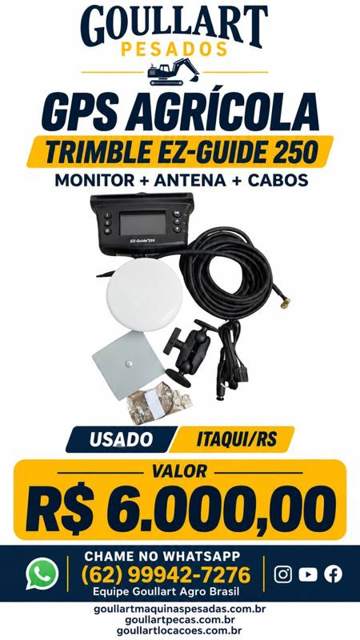 GOULLART
PESADOS
GPS AGRÍCOLA
TRIMBLE EZ-GUIDE 250
MONITOR + ANTENA + CABOS
EZ-Guide 250
USADO
ITAQUI/RS
VALOR
R$ 6.000,00
CHAME NO WHATSAPP
(62) 99942-7276
Equipe Goullart Agro Brasil
goullartmaquinaspesadas.com.br
goullartpecas.com.br
goullartlocacoes.com.br